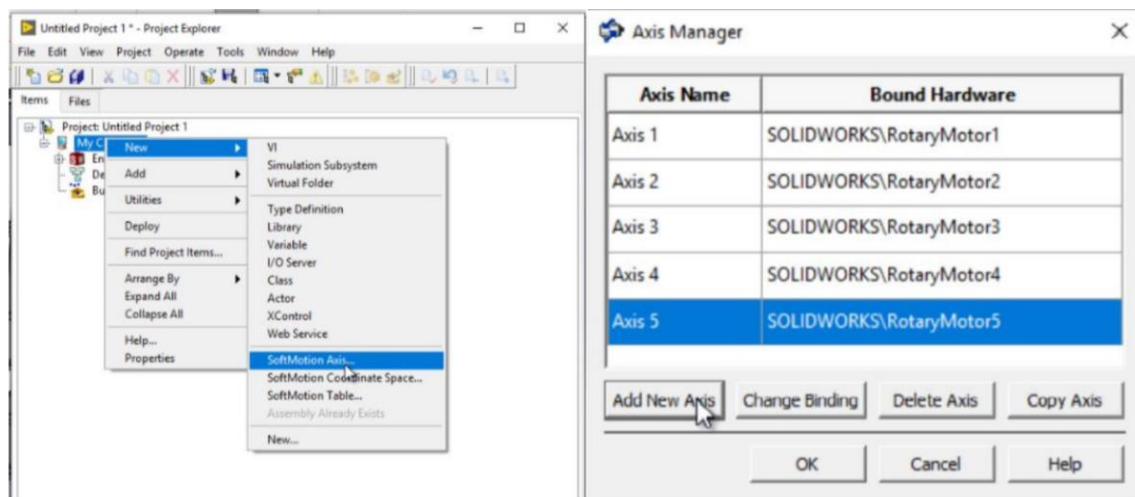 Untitled Project 1 * - Project Explorer
File Edit View Project Operate Tools Window Help
Items Files
Project: Untitled Project 1
My C
En
De
Bu
New
Add
Utilities
Deploy
Find Project Items...
Arrange By
Expand All
Collapse All
Help...
Properties
VI
Simulation Subsystem
Virtual Folder
Type Definition
Library
Variable
I/O Server
Class
Actor
XControl
Web Service
SoftMotion Axis...
SoftMotion Coordinate Space...
SoftMotion Table...
Assembly Already Exists
New...
Axis Manager
Axis Name Bound Hardware
Axis 1 SOLIDWORKS\RotaryMotor1
Axis 2 SOLIDWORKS\RotaryMotor2
Axis 3 SOLIDWORKS\RotaryMotor3
Axis 4 SOLIDWORKS\RotaryMotor4
Axis 5 SOLIDWORKS\RotaryMotor5
Add New Axis Change Binding Delete Axis Copy Axis
OK Cancel Help